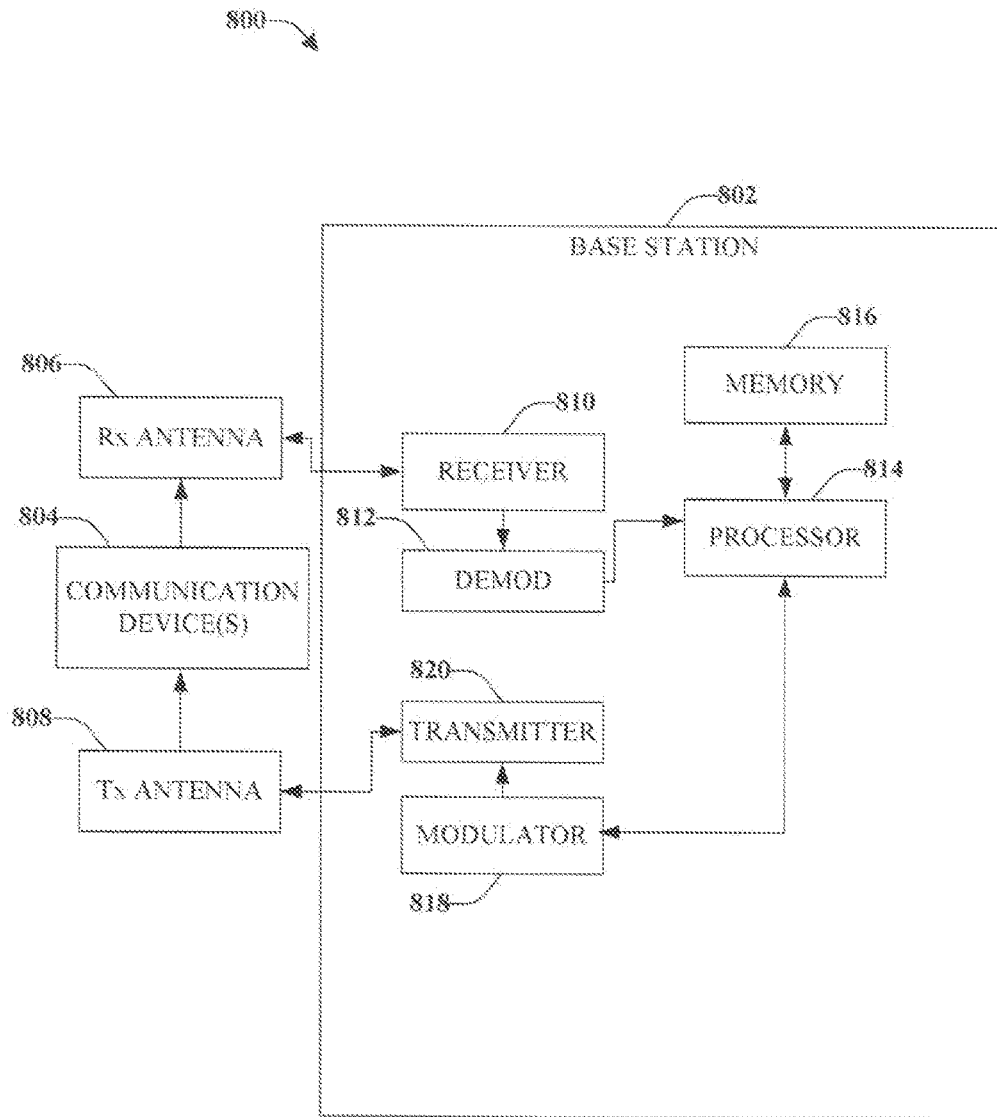 800
802
BASE STATION
816
MEMORY
806
Rx ANTENNA
810
RECEIVER
814
PROCESSOR
804
COMMUNICATION
DEVICE(S)
812
DEMOD
820
TRANSMITTER
808
Tx ANTENNA
MODULATOR
818